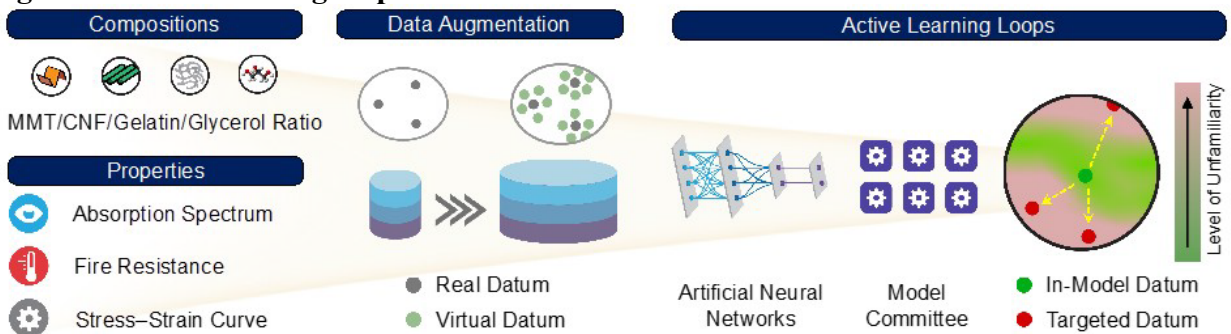 Compositions
MMT/CNF/Gelatin/Glycerol Ratio
Properties
Absorption Spectrum
Fire Resistance
Stress–Strain Curve
Data Augmentation
Real Datum
Virtual Datum
Active Learning Loops
Artificial Neural
Networks
Model
Committee
In-Model Datum
Targeted Datum
Level of Unfamiliarity